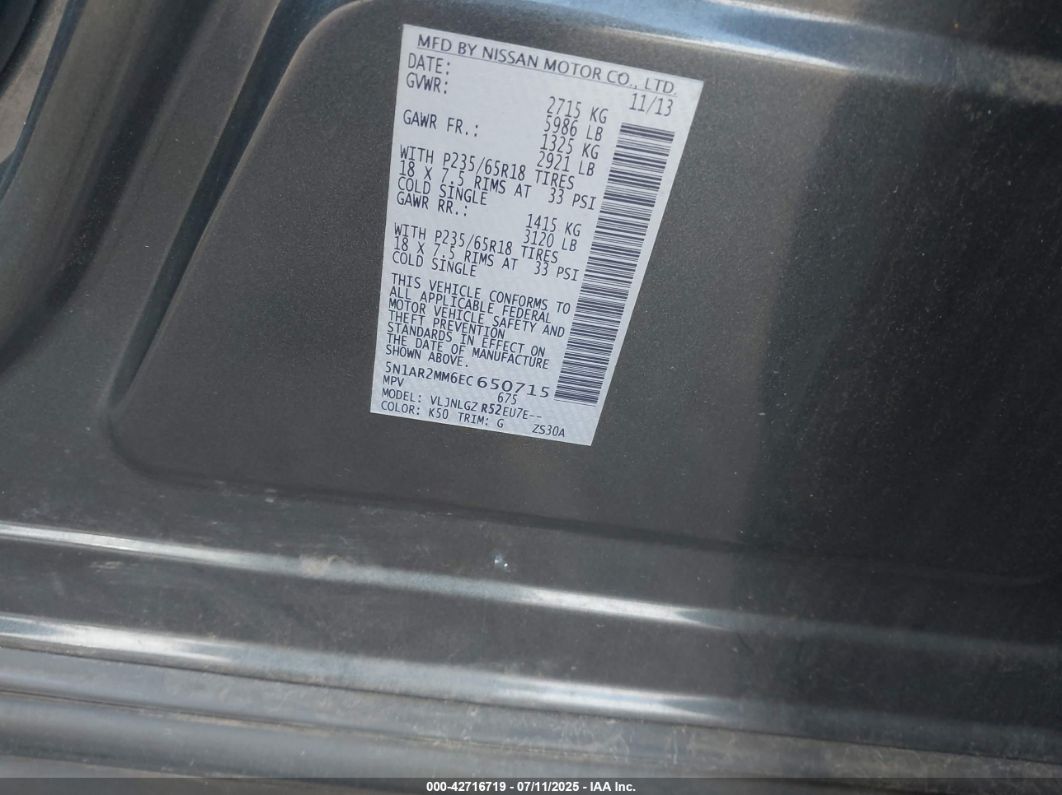 MFD BY NISSAN MOTOR CO., LTD.
DATE: 11/13
GVWR: 2715 KG
5986 LB
GAWR FR.: 1325 KG
2921 LB
WITH P235/65R18 TIRES
18 X 7.5 RIMS AT 33 PSI
COLD SINGLE
GAWR RR.: 1415 KG
3120 LB
WITH P235/65R18 TIRES
18 X 7.5 RIMS AT 33 PSI
COLD SINGLE
THIS VEHICLE CONFORMS TO
ALL APPLICABLE FEDERAL
MOTOR VEHICLE SAFETY AND
THEFT PREVENTION
STANDARDS IN EFFECT ON
THE DATE OF MANUFACTURE
SHOWN ABOVE.
5N1AR2MM6EC650715
MPV 675
MODEL: VLJNLGZ R52EU7E--
COLOR: K50 TRIM: G ZS30A
000-42716719 - 07/11/2025 - IAA Inc.